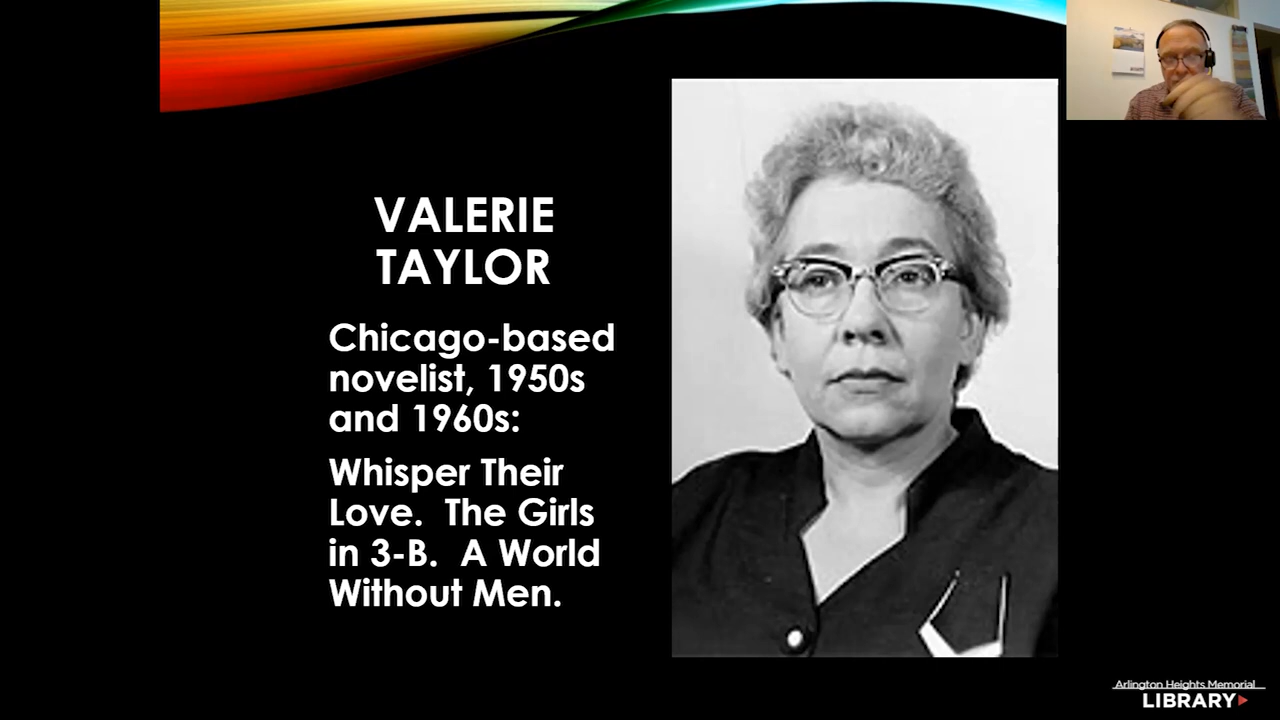 VALERIE
TAYLOR
Chicago-based
novelist, 1950s
and 1960s:
Whisper Their
Love.  The Girls
in 3-B.  A World
Without Men.
Arlington Heights Memorial
LIBRARY